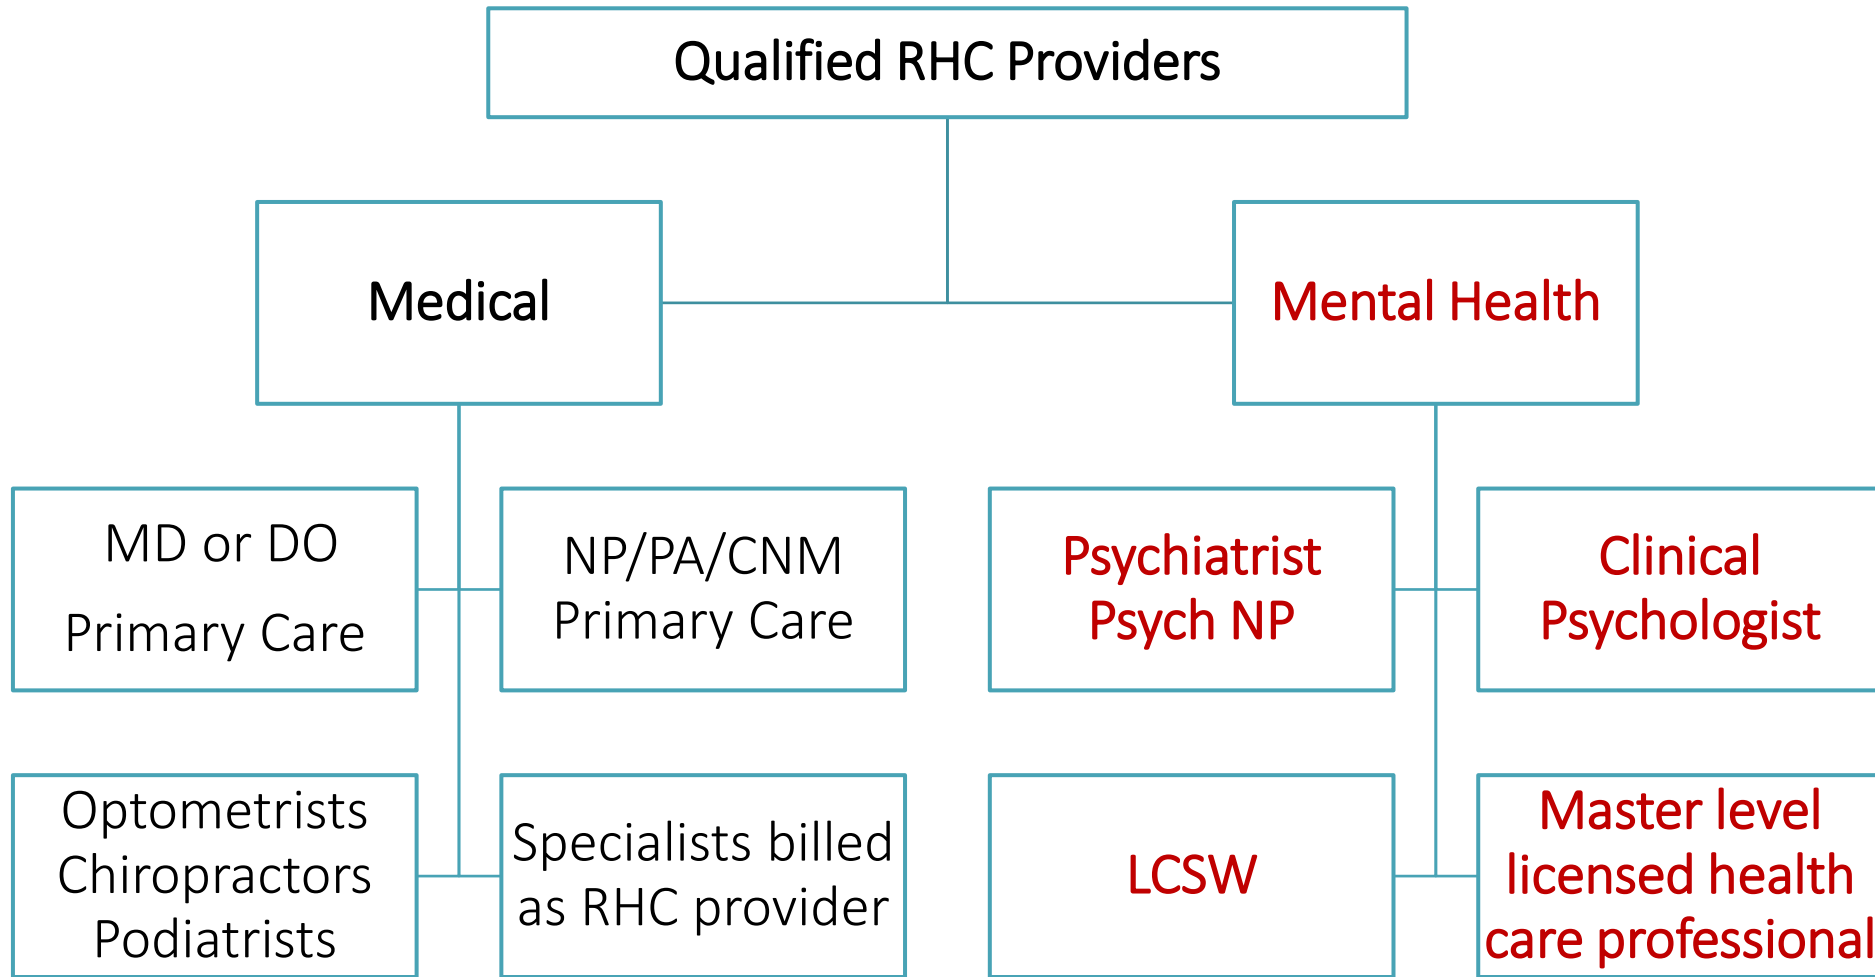 Qualified RHC Providers
Medical
Mental Health
MD or DO
Primary Care
NP/PA/CNM
Primary Care
Psychiatrist
Psych NP
Clinical
Psychologist
Optometrists
Chiropractors
Podiatrists
Specialists billed
as RHC provider
LCSW
Master level
licensed health
care professional